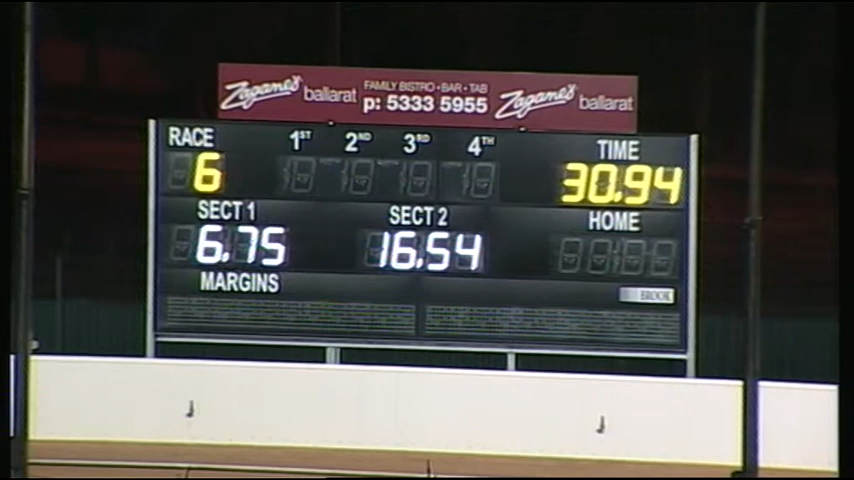 Zagame's ballarat FAMILY BISTRO • BAR • TAB Zagame's ballarat
p: 5333 5955
RACE 1ST 2ND 3RD 4TH TIME
6 30.94
SECT 1 SECT 2 HOME
6.75 16.54
MARGINS
BROOK